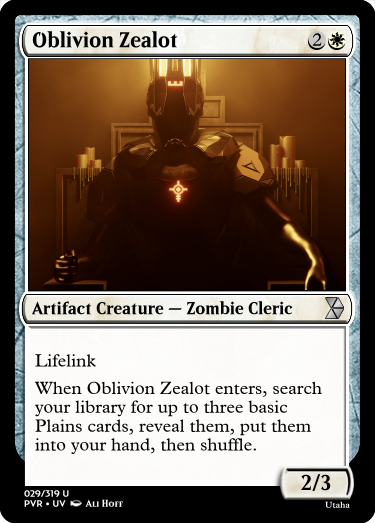 Oblivion Zealot 2
Artifact Creature — Zombie Cleric
Lifelink
When Oblivion Zealot enters, search
your library for up to three basic
Plains cards, reveal them, put them
into your hand, then shuffle.
2/3
029/319 U
PVR • UV Ali Hoff
Utaha